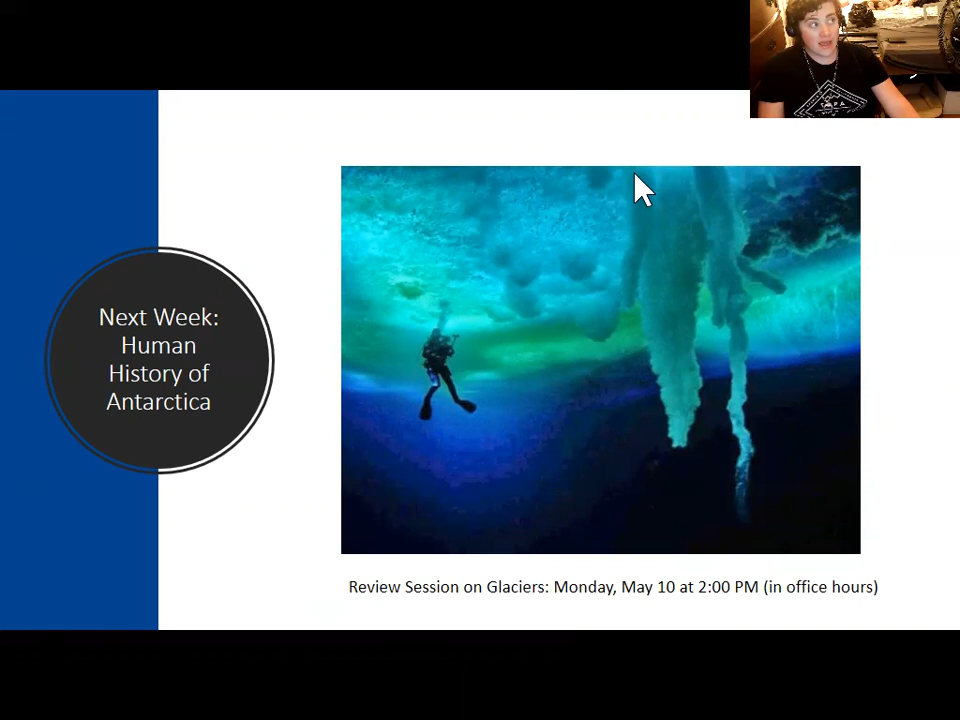 Next Week:
Human
History of
Antarctica
Review Session on Glaciers: Monday, May 10 at 2:00 PM (in office hours)